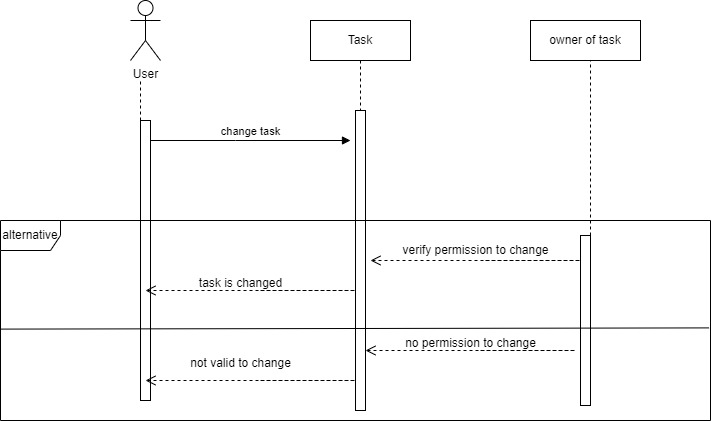 User
Task
owner of task
change task
alternative
verify permission to change
task is changed
no permission to change
not valid to change